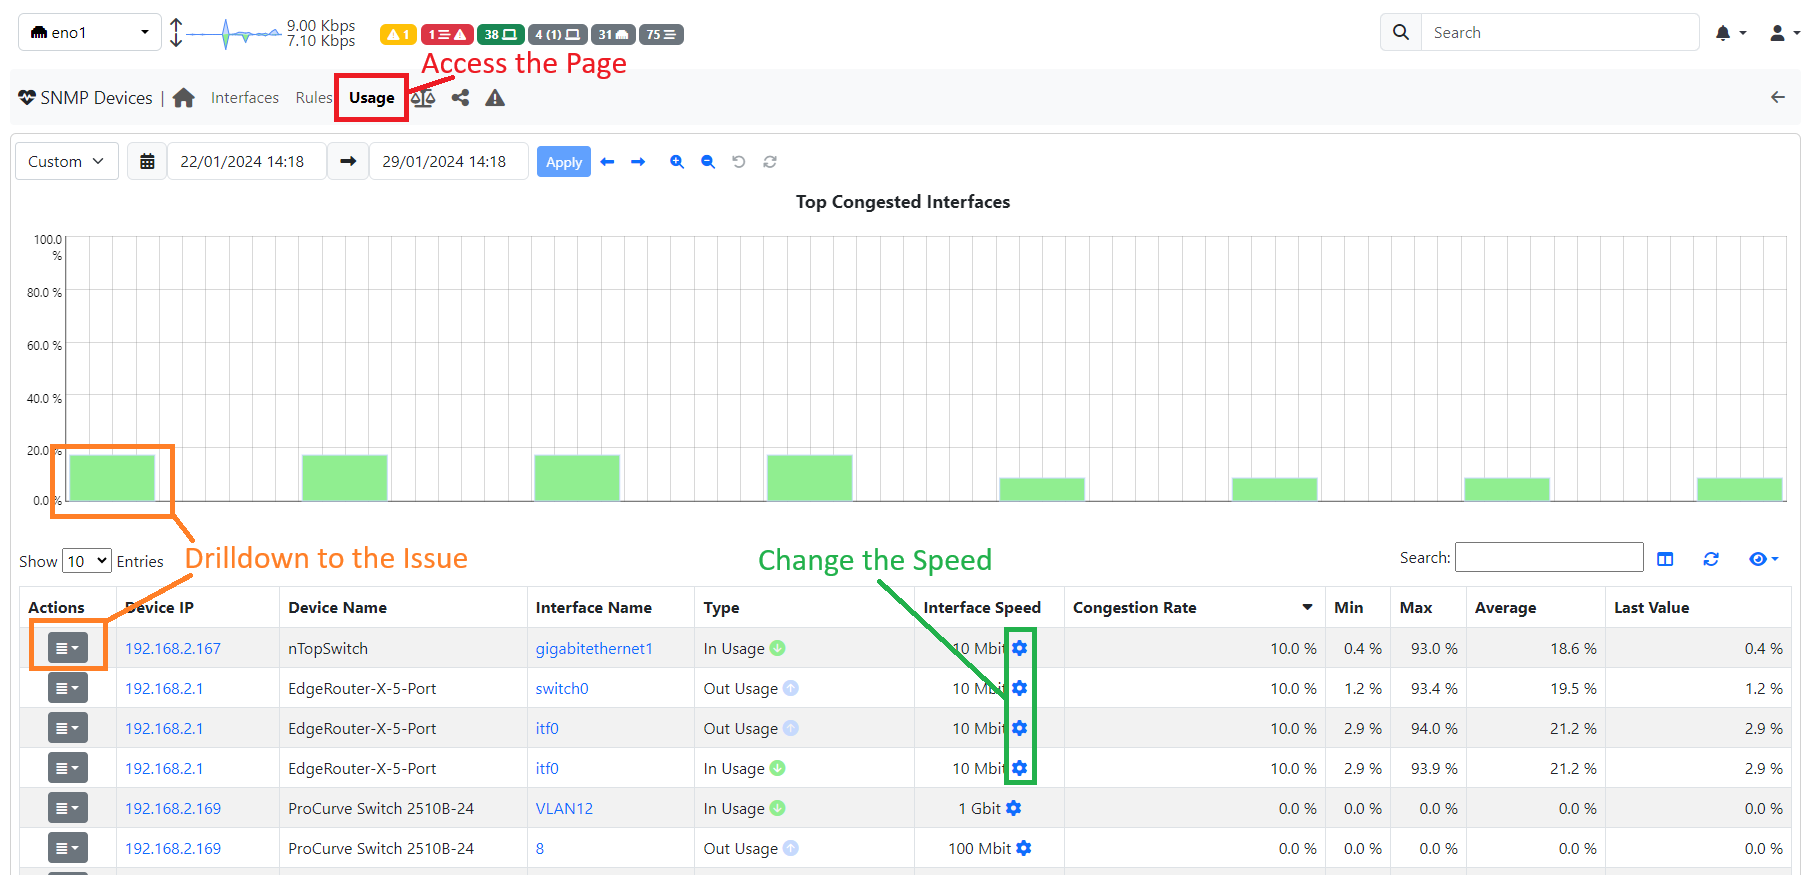 eno1
9.00 Kbps
7.10 Kbps
1
1
38
4 (1)
31
75
Search
Access the Page
SNMP Devices | Interfaces Rules Usage
Custom 22/01/2024 14:18 29/01/2024 14:18 Apply
Top Congested Interfaces
100.0 %
80.0 %
60.0 %
40.0 %
20.0 %
0.0 %
Show 10 Entries
Drilldown to the Issue
Change the Speed
Search:
Actions Device IP Device Name Interface Name Type Interface Speed Congestion Rate Min Max Average Last Value
192.168.2.167 nTopSwitch gigabitethernet1 In Usage 10 Mbit 10.0 % 0.4 % 93.0 % 18.6 % 0.4 %
192.168.2.1 EdgeRouter-X-5-Port switch0 Out Usage 10 Mbit 10.0 % 1.2 % 93.4 % 19.5 % 1.2 %
192.168.2.1 EdgeRouter-X-5-Port itf0 Out Usage 10 Mbit 10.0 % 2.9 % 94.0 % 21.2 % 2.9 %
192.168.2.1 EdgeRouter-X-5-Port itf0 In Usage 10 Mbit 10.0 % 2.9 % 93.9 % 21.2 % 2.9 %
192.168.2.169 ProCurve Switch 2510B-24 VLAN12 In Usage 1 Gbit 0.0 % 0.0 % 0.0 % 0.0 % 0.0 %
192.168.2.169 ProCurve Switch 2510B-24 8 Out Usage 100 Mbit 0.0 % 0.0 % 0.0 % 0.0 % 0.0 %